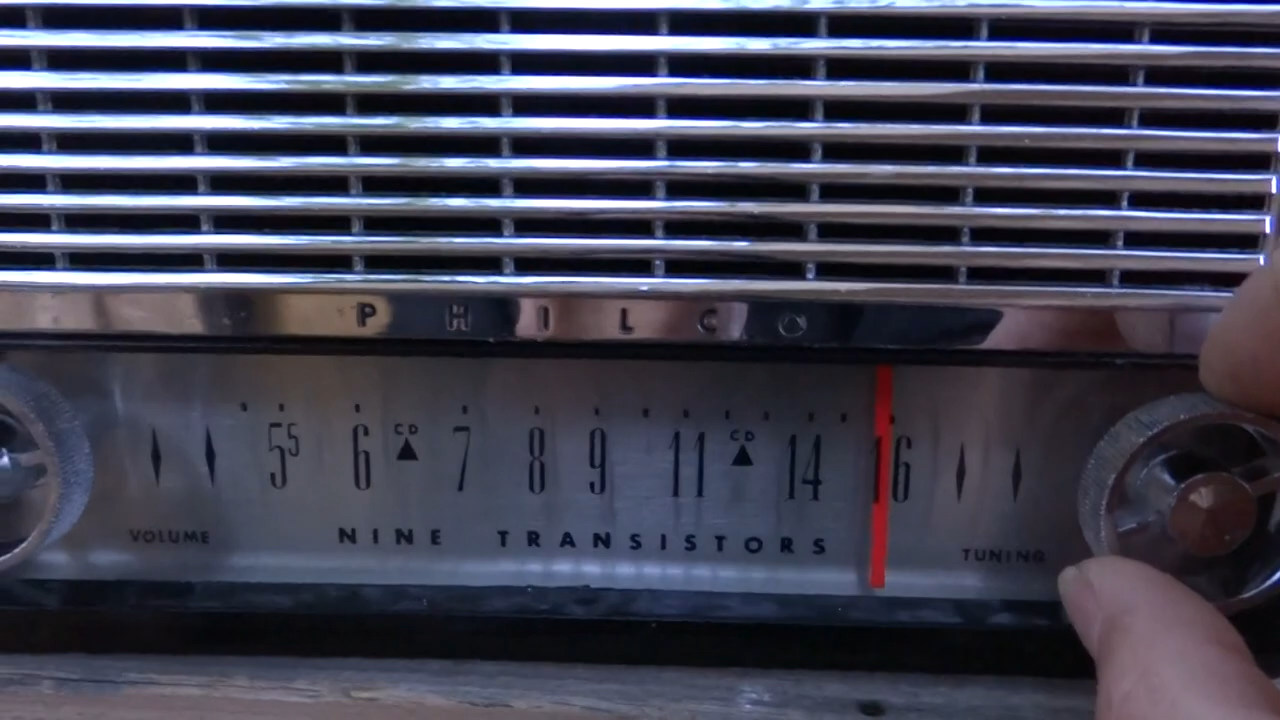 PHILCO
5⁵ 6 CD 7 8 9 11 CD 14 16
VOLUME NINE TRANSISTORS TUNING